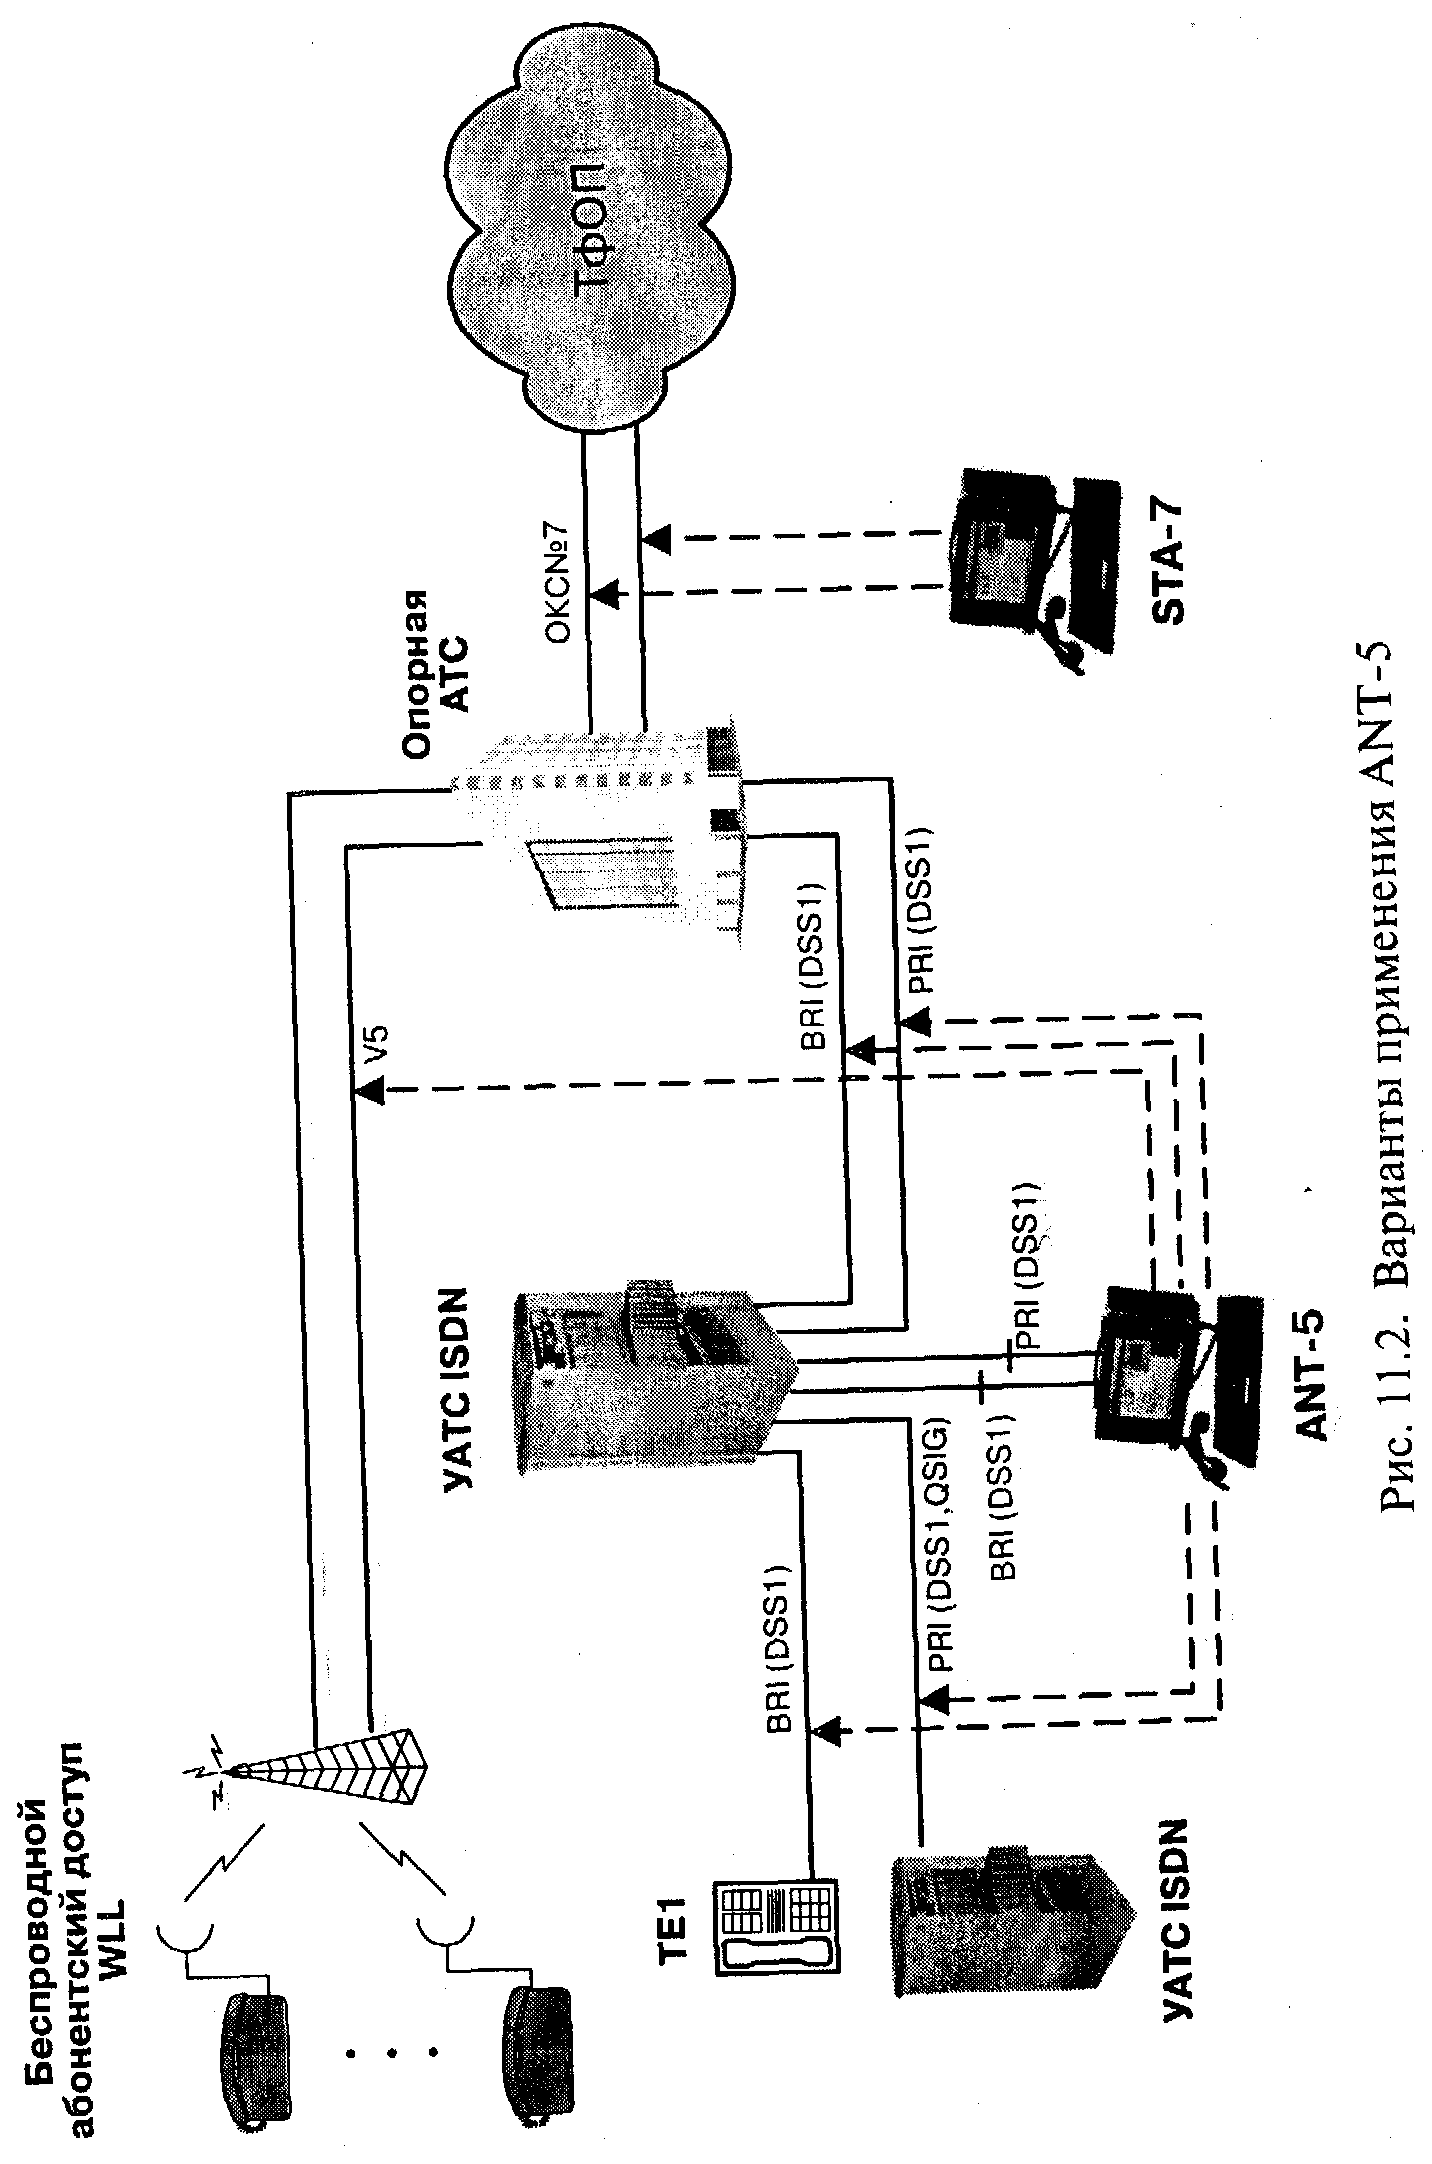 Беспроводной
абонентский доступ
WLL
V5
Опорная
АТС
ОКС№7
ТФОП
УАТС ISDN
BRI (DSS1)
PRI (DSS1)
TE1
BRI (DSS1)
PRI (DSS1,QSIG)
BRI (DSS1)
PRI (DSS1)
УАТС ISDN
ANT-5
STA-7
Рис. 11.2. Варианты применения ANT-5